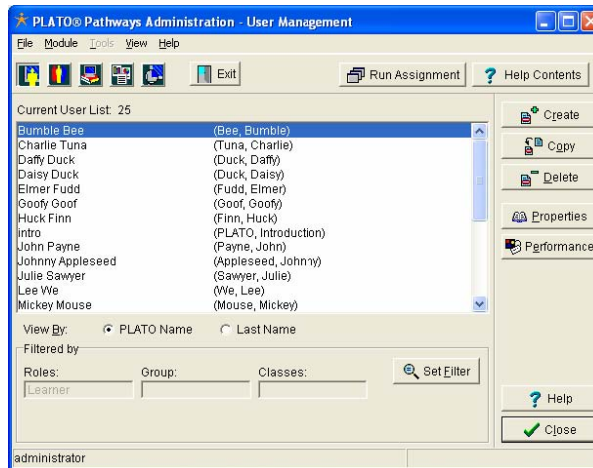 PLATO® Pathways Administration - User Management
File Module Tools View Help
Exit Run Assignment ? Help Contents
Current User List: 25
Bumble Bee (Bee, Bumble)
Charlie Tuna (Tuna, Charlie)
Daffy Duck (Duck, Daffy)
Daisy Duck (Duck, Daisy)
Elmer Fudd (Fudd, Elmer)
Goofy Goof (Goof, Goofy)
Huck Finn (Finn, Huck)
intro (PLATO, Introduction)
John Payne (Payne, John)
Johnny Appleseed (Appleseed, Johnny)
Julie Sawyer (Sawyer, Julie)
Lee We (We, Lee)
Mickey Mouse (Mouse, Mickey)
Create
Copy
Delete
Properties
Performance
View By: PLATO Name Last Name
Filtered by
Roles: Group: Classes:
Learner
Set Filter
? Help
Close
administrator